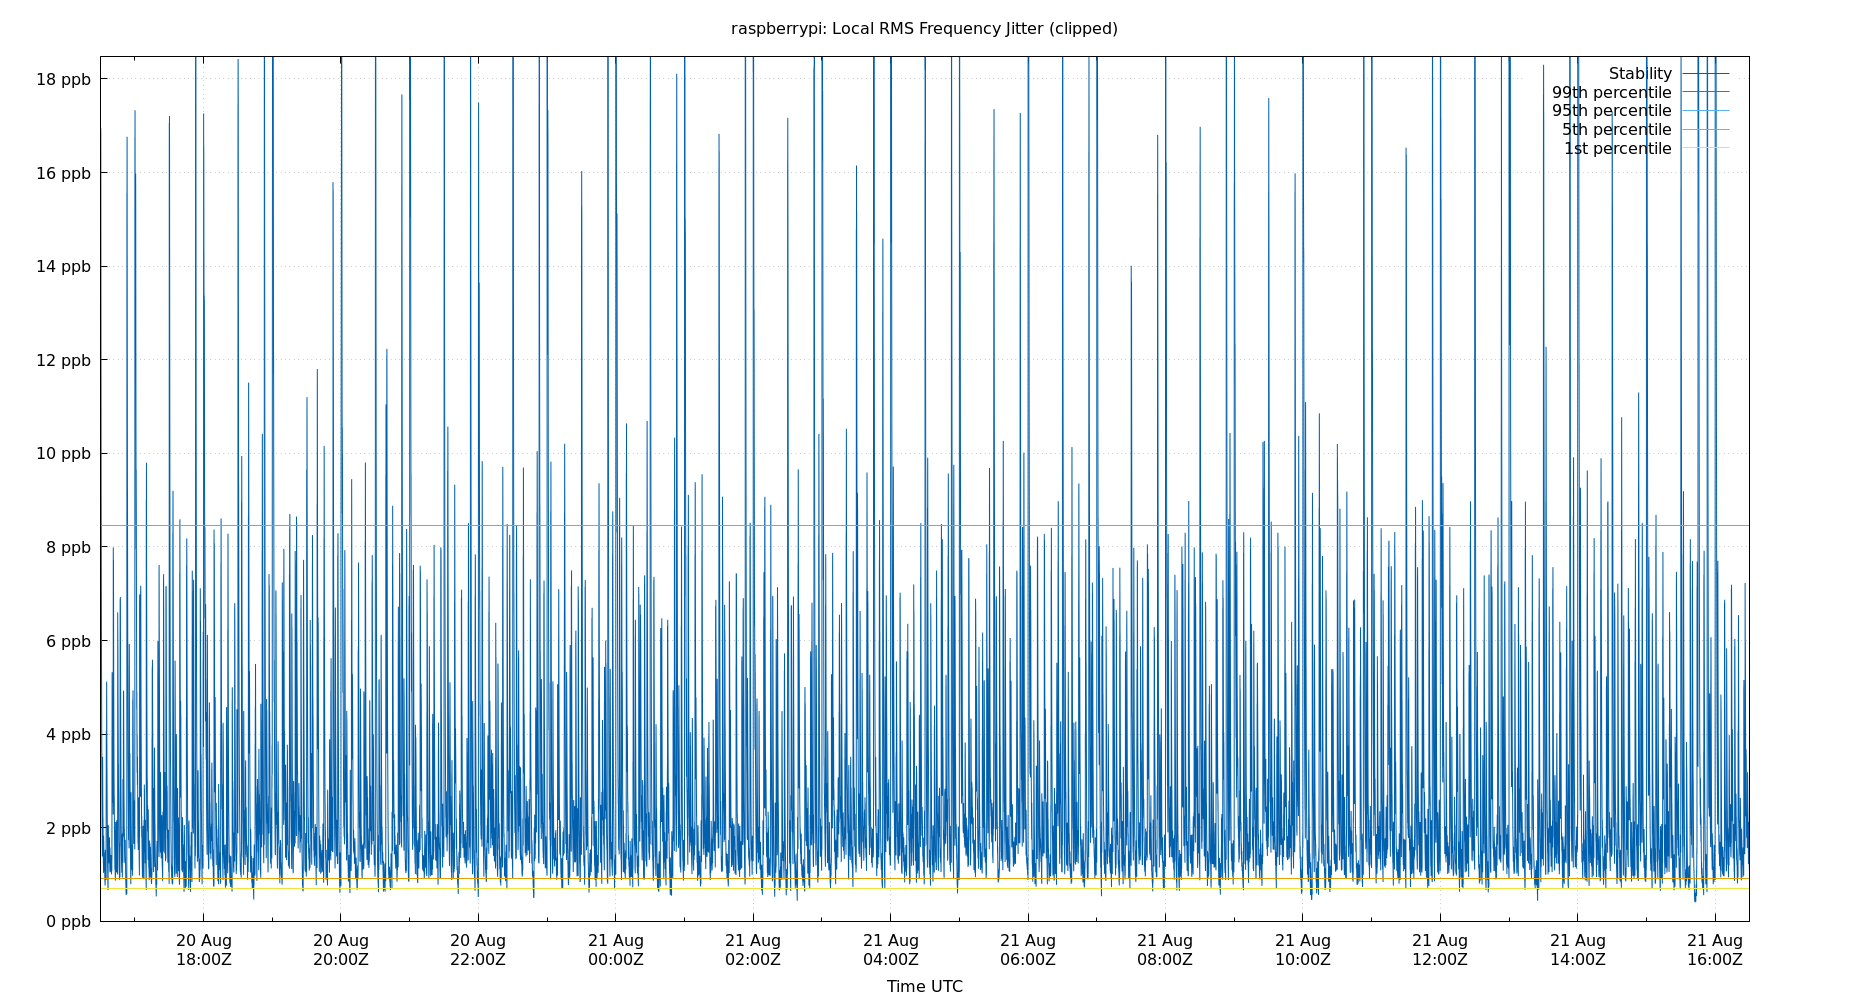 raspberrypi: Local RMS Frequency Jitter (clipped)
18 ppb
16 ppb
14 ppb
12 ppb
10 ppb
8 ppb
6 ppb
4 ppb
2 ppb
0 ppb
Stability
99th percentile
95th percentile
5th percentile
1st percentile
20 Aug 20 Aug 20 Aug 21 Aug 21 Aug 21 Aug 21 Aug 21 Aug 21 Aug 21 Aug 21 Aug 21 Aug
18:00Z 20:00Z 22:00Z 00:00Z 02:00Z 04:00Z 06:00Z 08:00Z 10:00Z 12:00Z 14:00Z 16:00Z
Time UTC